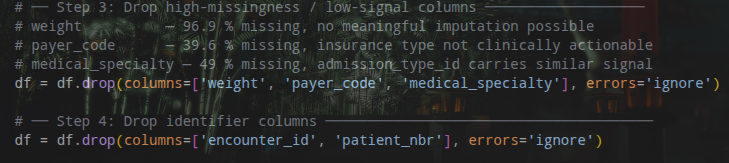 # ── Step 3: Drop high-missingness / low-signal columns ────────────────────
# weight          – 96.9 % missing, no meaningful imputation possible
# payer_code      – 39.6 % missing, insurance type not clinically actionable
# medical_specialty – 49 % missing, admission_type_id carries similar signal
df = df.drop(columns=['weight', 'payer_code', 'medical_specialty'], errors='ignore')
# ── Step 4: Drop identifier columns ────────────────────────────────────────
df = df.drop(columns=['encounter_id', 'patient_nbr'], errors='ignore')